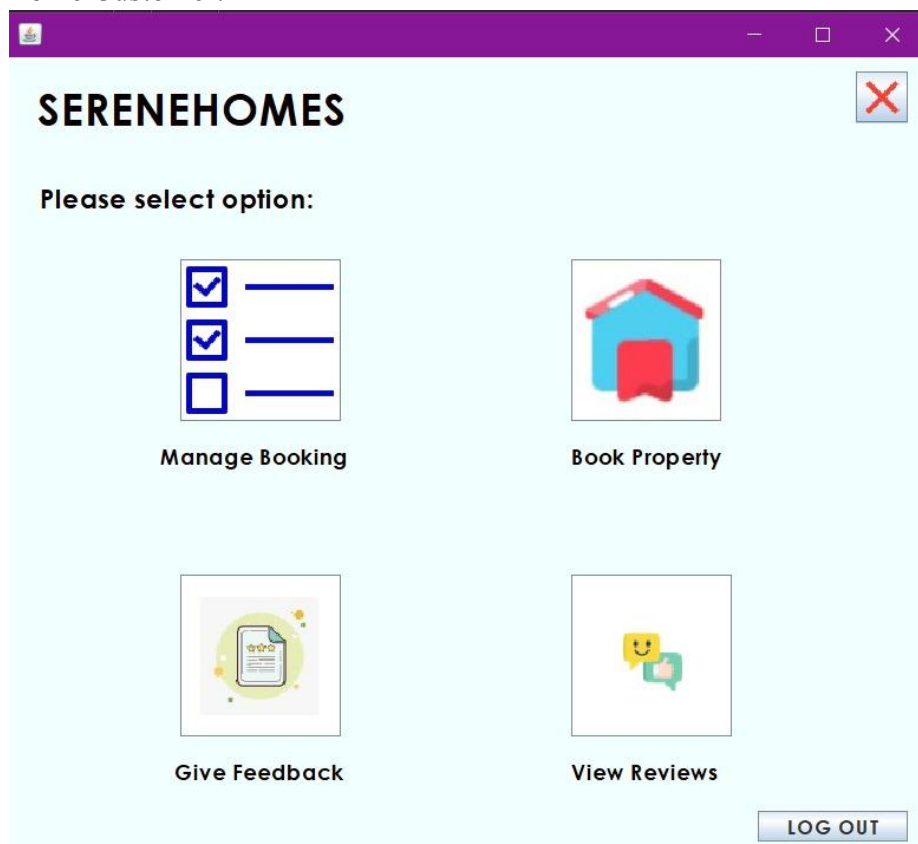 SERENEHOMES
Please select option:
Manage Booking
Book Property
Give Feedback
View Reviews
LOG OUT